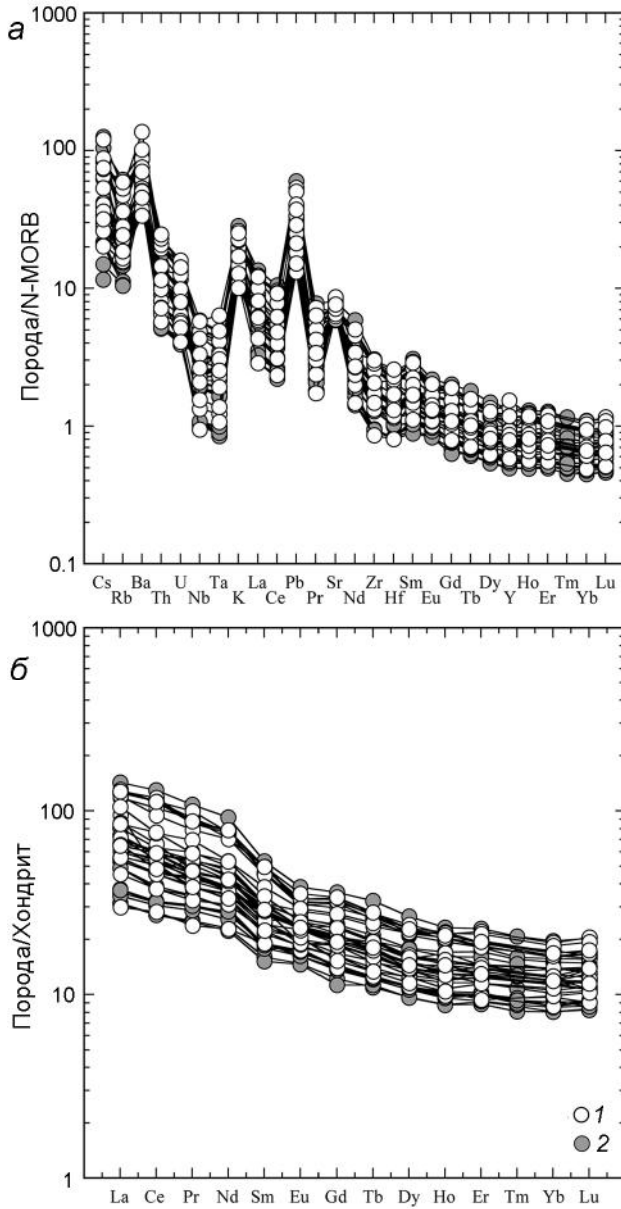 а
1000
100
10
1
0.1
Порода/N-MORB
Cs Ba U Ta La Pb Sr Zr Sm Gd Dy Ho Tm Lu
Rb Th Nb K Ce Pr Nd Hf Eu Tb Y Er Yb
б
1000
100
10
1
Порода/Хондрит
1
2
La Ce Pr Nd Sm Eu Gd Tb Dy Ho Er Tm Yb Lu